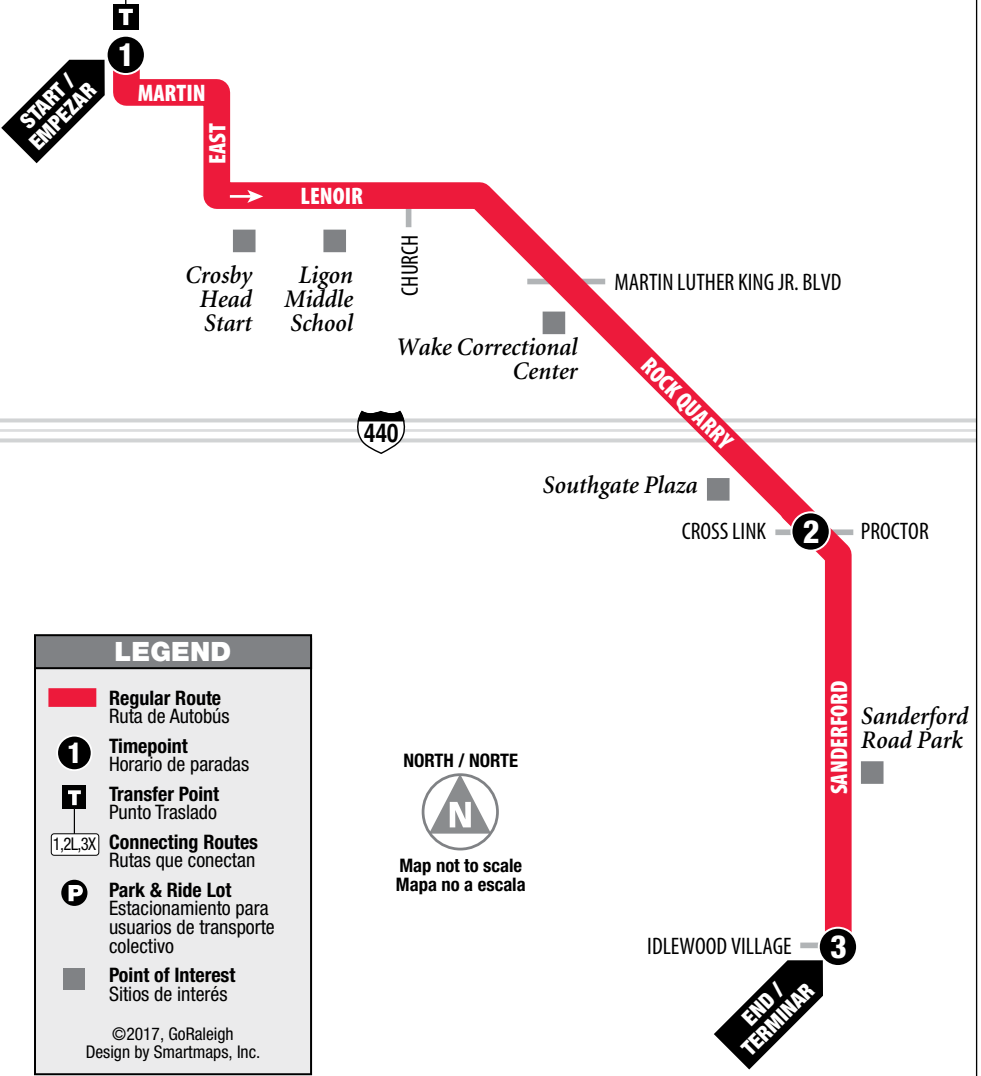 T
1
START /
EMPEZAR
MARTIN
EAST
LENOIR
CHURCH
Crosby
Head
Start
Ligon
Middle
School
MARTIN LUTHER KING JR. BLVD
Wake Correctional
Center
ROCK QUARRY
440
Southgate Plaza
CROSS LINK
2
PROCTOR
SANDERFORD
Sanderford
Road Park
IDLEWOOD VILLAGE
3
END /
TERMINAR
NORTH / NORTE
N
Map not to scale
Mapa no a escala
LEGEND
Regular Route
Ruta de Autobús
1
Timepoint
Horario de paradas
T
Transfer Point
Punto Traslado
1,2L,3X
Connecting Routes
Rutas que conectan
P
Park & Ride Lot
Estacionamiento para
usuarios de transporte
colectivo
Point of Interest
Sitios de interés
©2017, GoRaleigh
Design by Smartmaps, Inc.